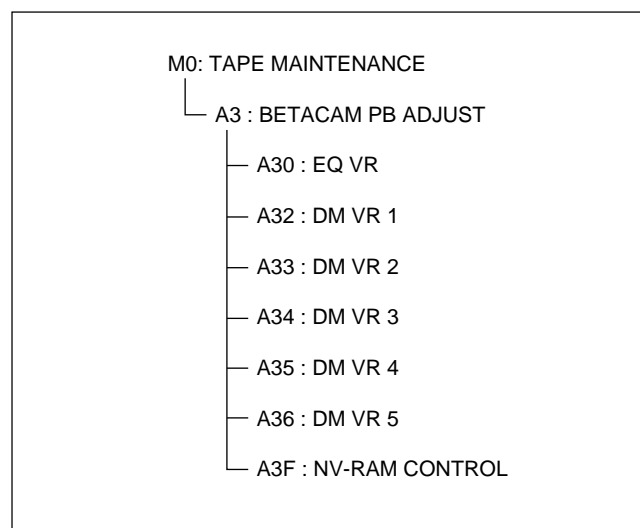 M0: TAPE MAINTENANCE
A3 : BETACAM PB ADJUST
A30 : EQ VR
A32 : DM VR 1
A33 : DM VR 2
A34 : DM VR 3
A35 : DM VR 4
A36 : DM VR 5
A3F : NV-RAM CONTROL